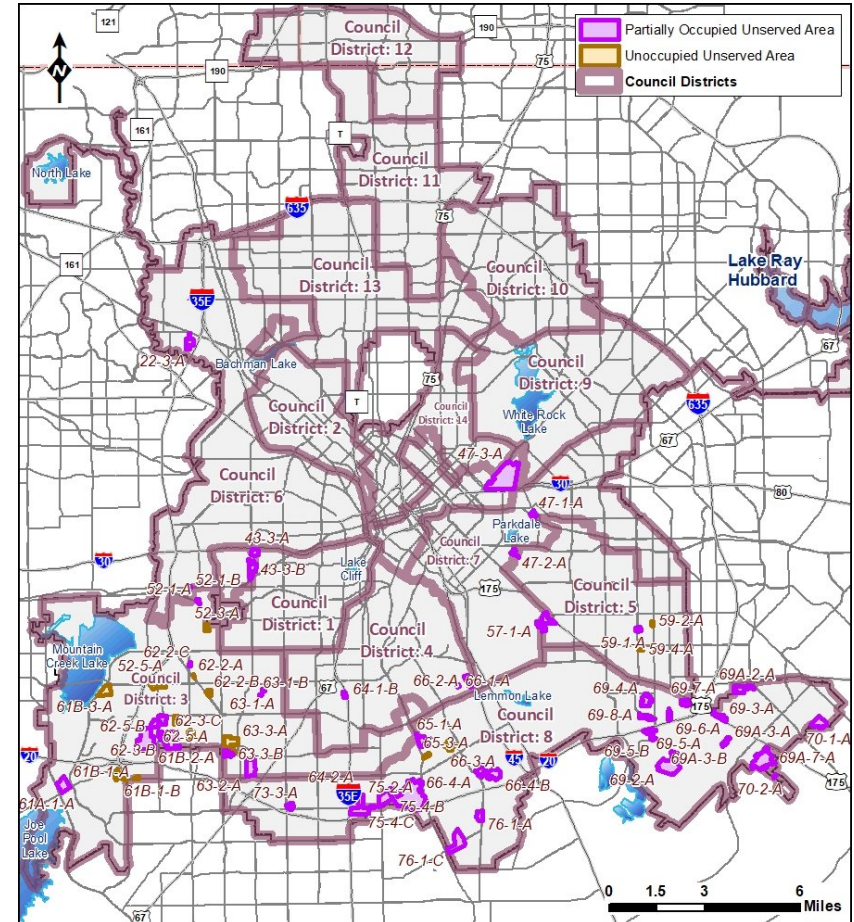 121
190
190
75
190
161
T
Partially Occupied Unserved Area
Unoccupied Unserved Area
Council Districts
N
Council
District: 12
North Lake
Council
District: 11
635
75
161
Council
District: 13
Council
District: 10
Lake Ray
Hubbard
35E
67
22-3-A
Bachman Lake
75
Council
District: 9
T
Council
District: 2
Council
District: 14
White Rock
Lake
635
67
47-3-A
Council
District: 6
30
80
47-1-A
Parkdale
Lake
43-3-A
Council
District: 7
47-2-A
30
43-3-B
Lake
Cliff
52-1-B
52-1-A
175
Council
District: 5
52-3-A
Council
District: 1
Council
District: 4
57-1-A
59-2-A
59-1-A
59-4-A
Mountain
Creek Lake
62-2-C
52-5-A
62-2-A
Council
District: 3
62-2-B
63-1-B
67
64-1-B
66-2-A
66-1-A
Lemmon Lake
69A-2-A
69-4-A
69-7-A
175
61B-3-A
63-1-A
69-8-A
69-3-A
62-5-B
62-3-C
63-3-A
65-1-A
Council
District: 8
69-6-A
70-1-A
62-5-A
69-5-A
69A-3-A
62-3-B
61B-2-A
63-3-B
66-3-A
69-5-B
69A-3-B
69A-7-A
20
61B-1-A
45
20
61A-1-A
61B-1-B
63-2-A
64-2-A
75-2-A
66-4-A
66-4-B
69-2-A
70-2-A
175
73-3-A
35E
75-4-B
75-4-C
76-1-A
Joe
Pool
Lake
76-1-C
67
0 1.5 3 6
Miles